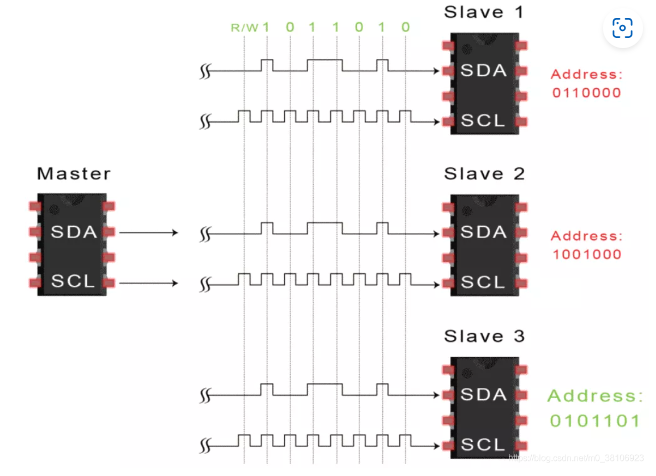 Slave 1
R/W 1 0 1 1 0 1 0
SDA
SCL
Address:
0110000
Master
SDA
SCL
Slave 2
SDA
SCL
Address:
1001000
Slave 3
SDA
SCL
Address:
0101101